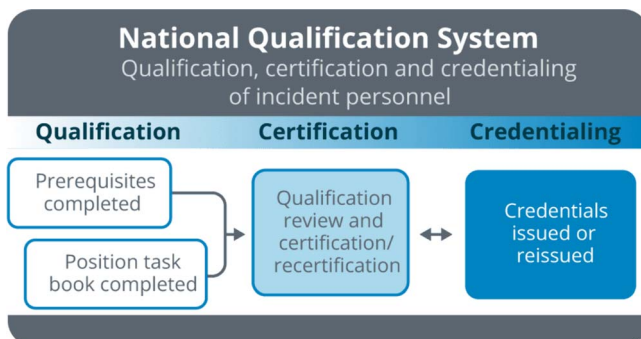 National Qualification System
Qualification, certification and credentialing
of incident personnel
Qualification
Certification
Credentialing
Prerequisites
completed
Position task
book completed
Qualification
review and
certification/
recertification
Credentials
issued or
reissued